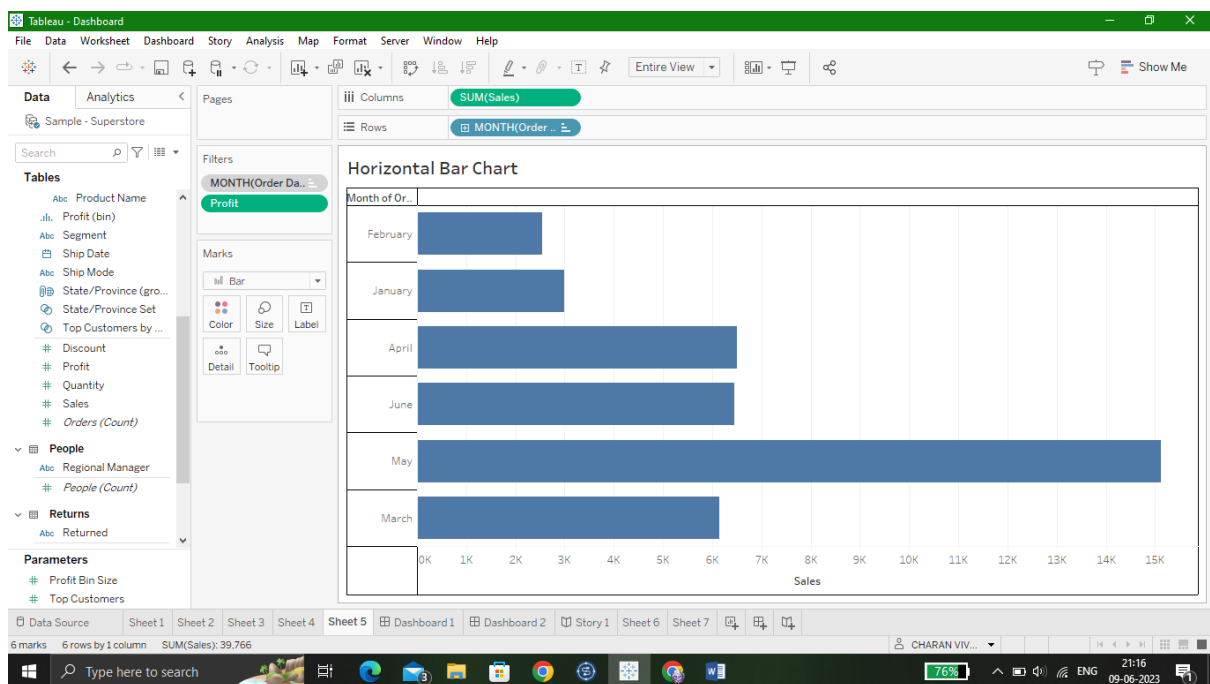 Tableau - Dashboard
File Data Worksheet Dashboard Story Analysis Map Format Server Window Help
Entire View
Show Me
Data Analytics
Sample - Superstore
Search
Tables
Abc Product Name
Profit (bin)
Abc Segment
Ship Date
Abc Ship Mode
State/Province (gro...
State/Province Set
Top Customers by ...
# Discount
# Profit
# Quantity
# Sales
# Orders (Count)
People
Abc Regional Manager
# People (Count)
Returns
Abc Returned
Parameters
# Profit Bin Size
# Top Customers
Pages
Filters
MONTH(Order Da..
Profit
Marks
Bar
Color Size Label
Detail Tooltip
Columns SUM(Sales)
Rows MONTH(Order ..
Horizontal Bar Chart
Month of Or..
February
January
April
June
May
March
0K 1K 2K 3K 4K 5K 6K 7K 8K 9K 10K 11K 12K 13K 14K 15K
Sales
Data Source Sheet 1 Sheet 2 Sheet 3 Sheet 4 Sheet 5 Dashboard 1 Dashboard 2 Story 1 Sheet 6 Sheet 7
6 marks 6 rows by 1 column SUM(Sales): 39,766
CHARAN VIV...
Type here to search
3
76%
ENG
21:16
09-06-2023
1